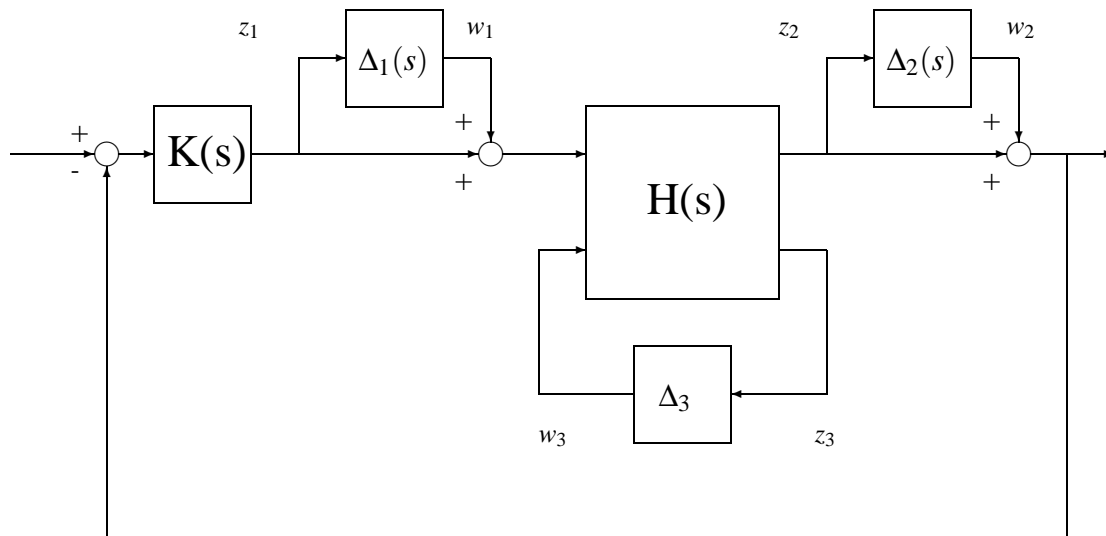 z₁ w₁ z₂ w₂
Δ₁(s) Δ₂(s)
+ + +
K(s)
- + +
H(s)
Δ₃
w₃ z₃